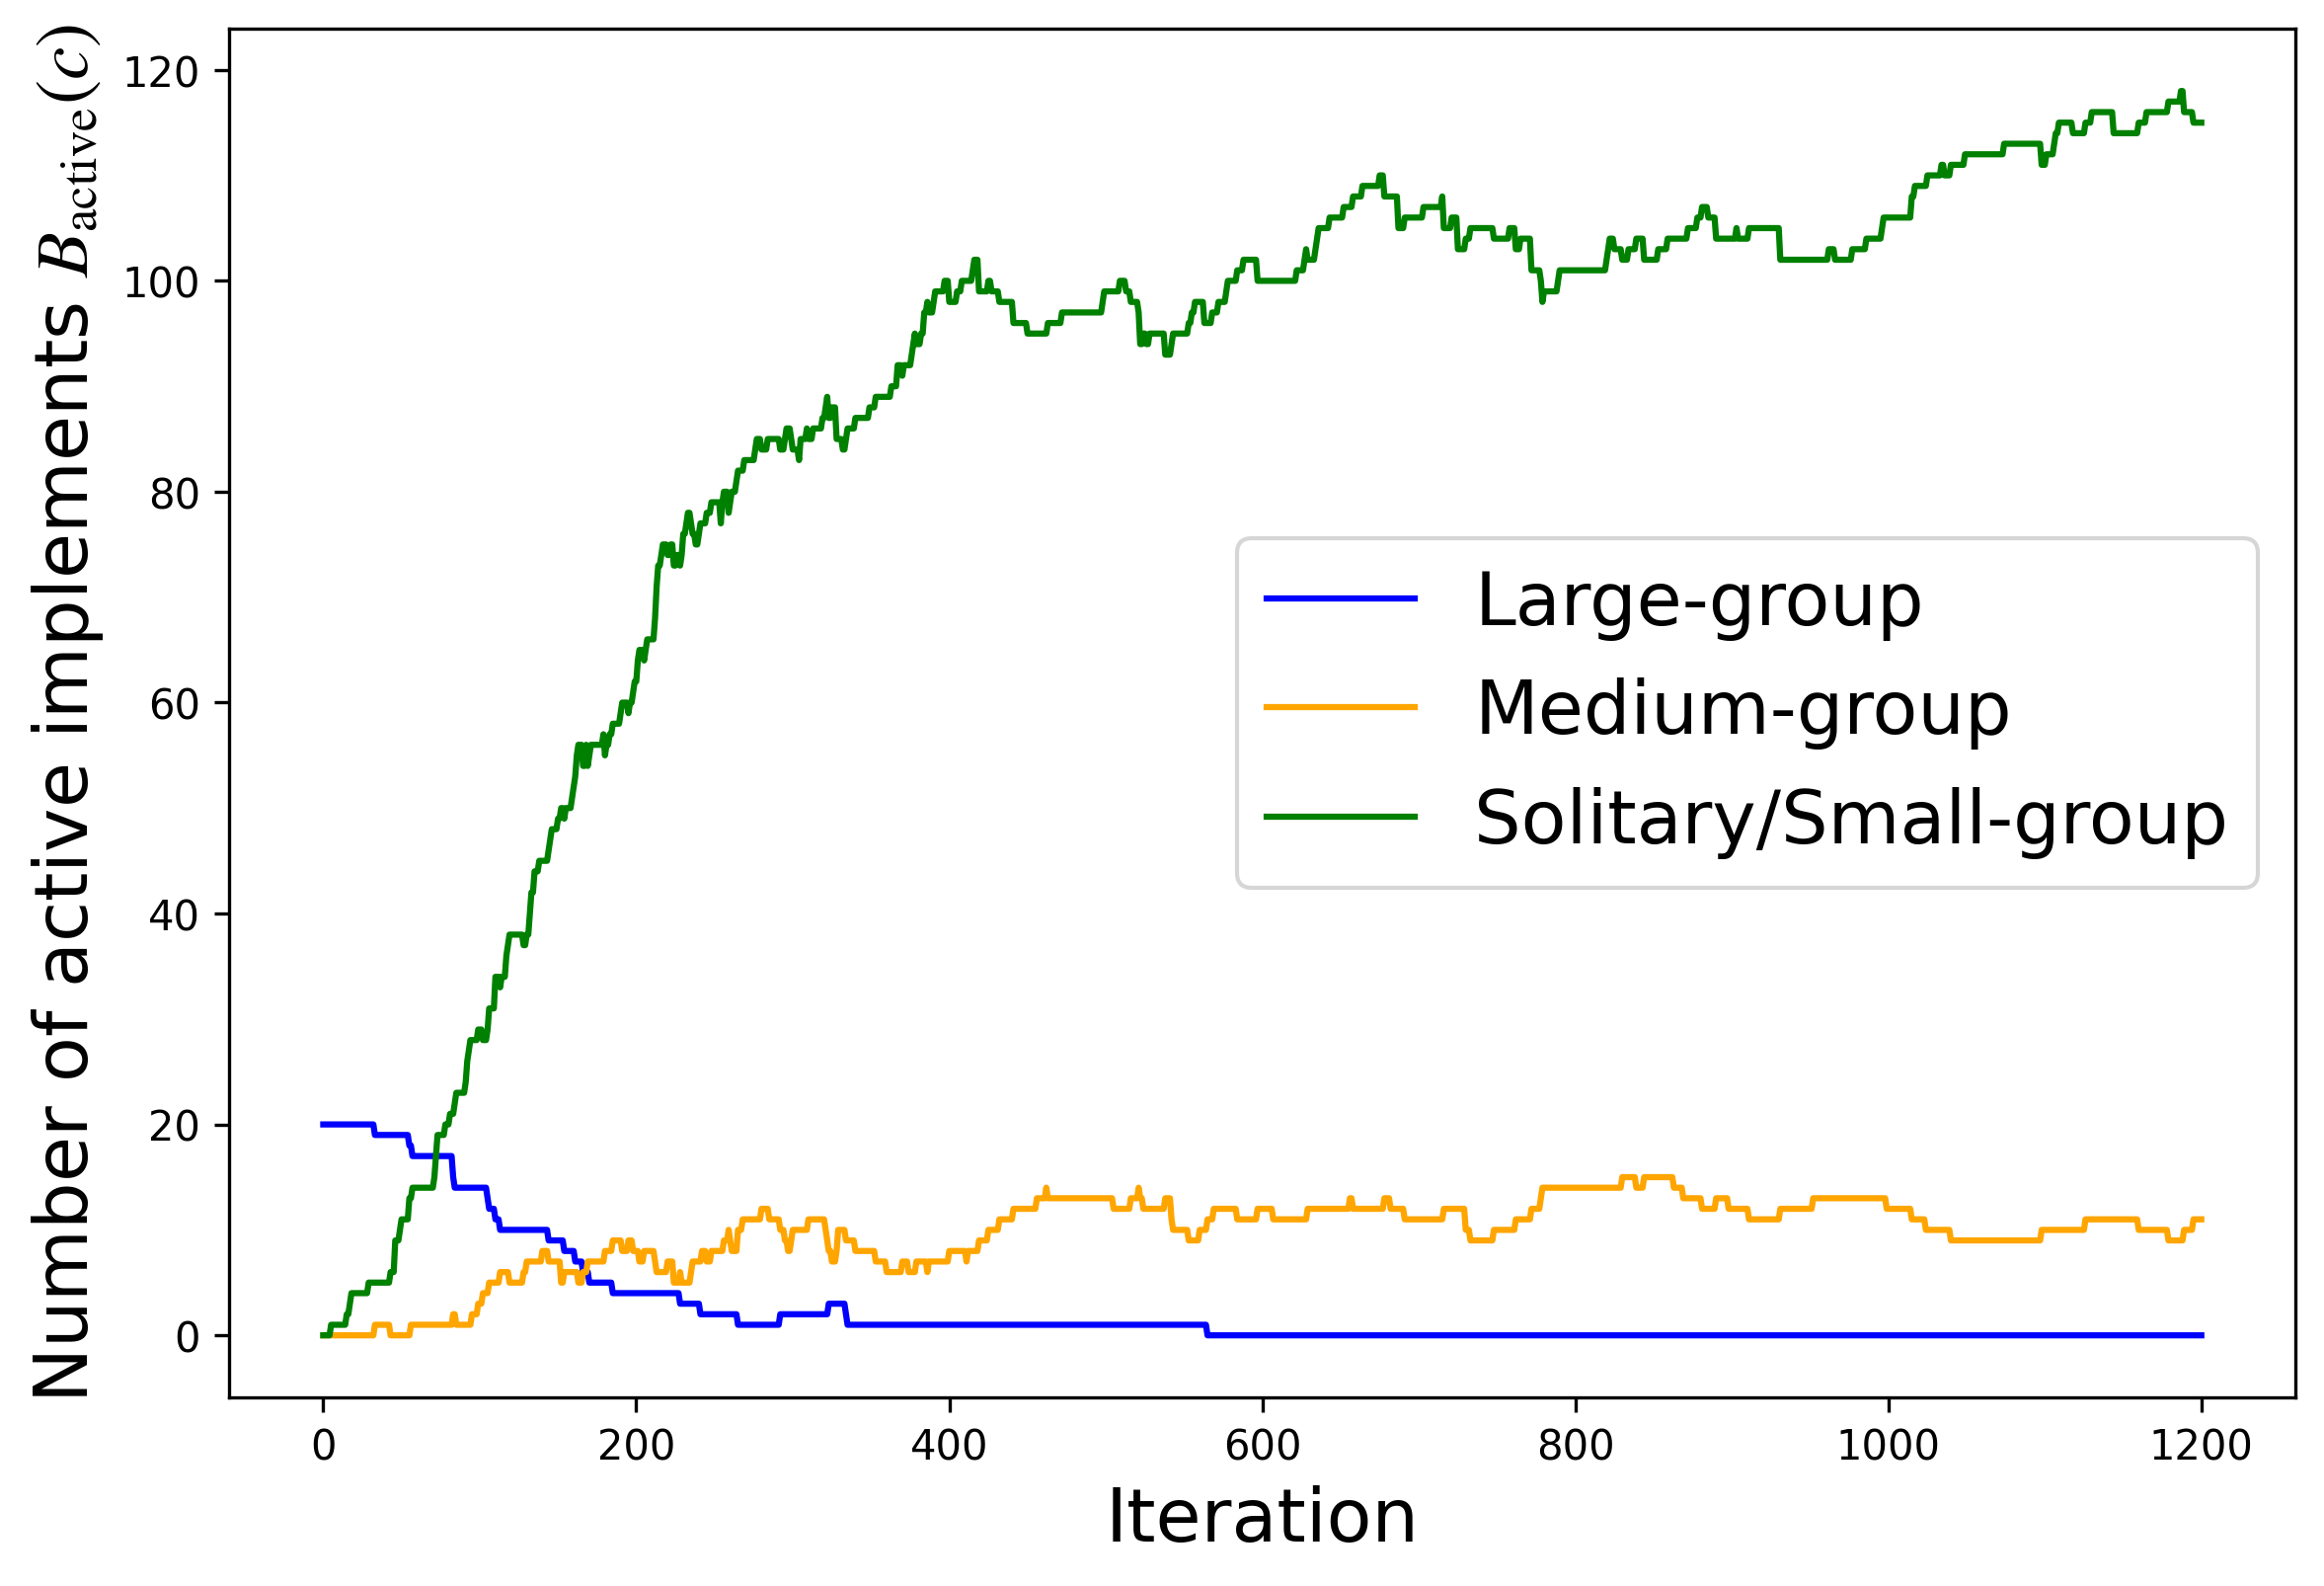 Number of active implements B_active(c)
120
100
80
60
40
20
0
Large-group
Medium-group
Solitary/Small-group
0 200 400 600 800 1000 1200
Iteration